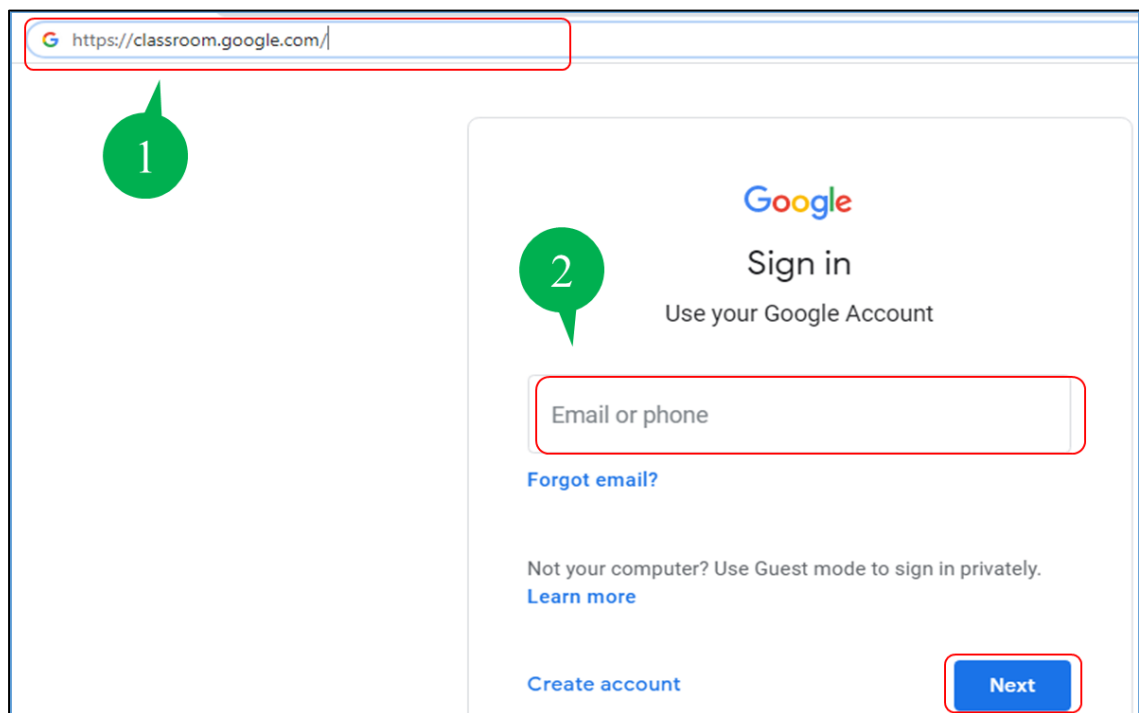 https://classroom.google.com/
1
Google
2
Sign in
Use your Google Account
Email or phone
Forgot email?
Not your computer? Use Guest mode to sign in privately.
Learn more
Create account
Next